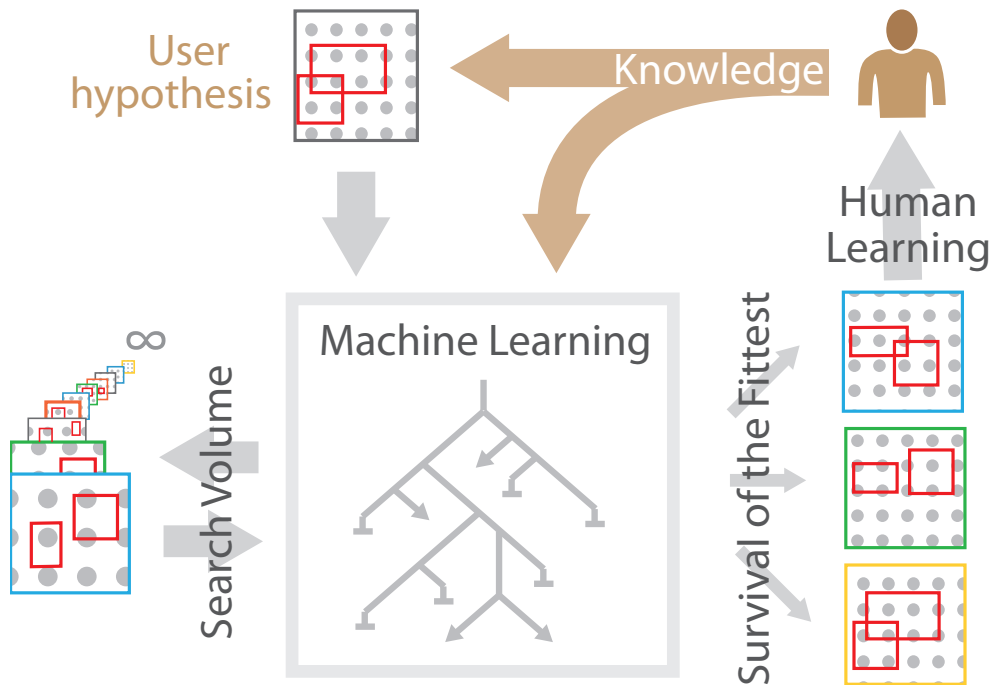 User
hypothesis
Knowledge
Human
Learning
∞
Machine Learning
Search Volume
Survival of the Fittest